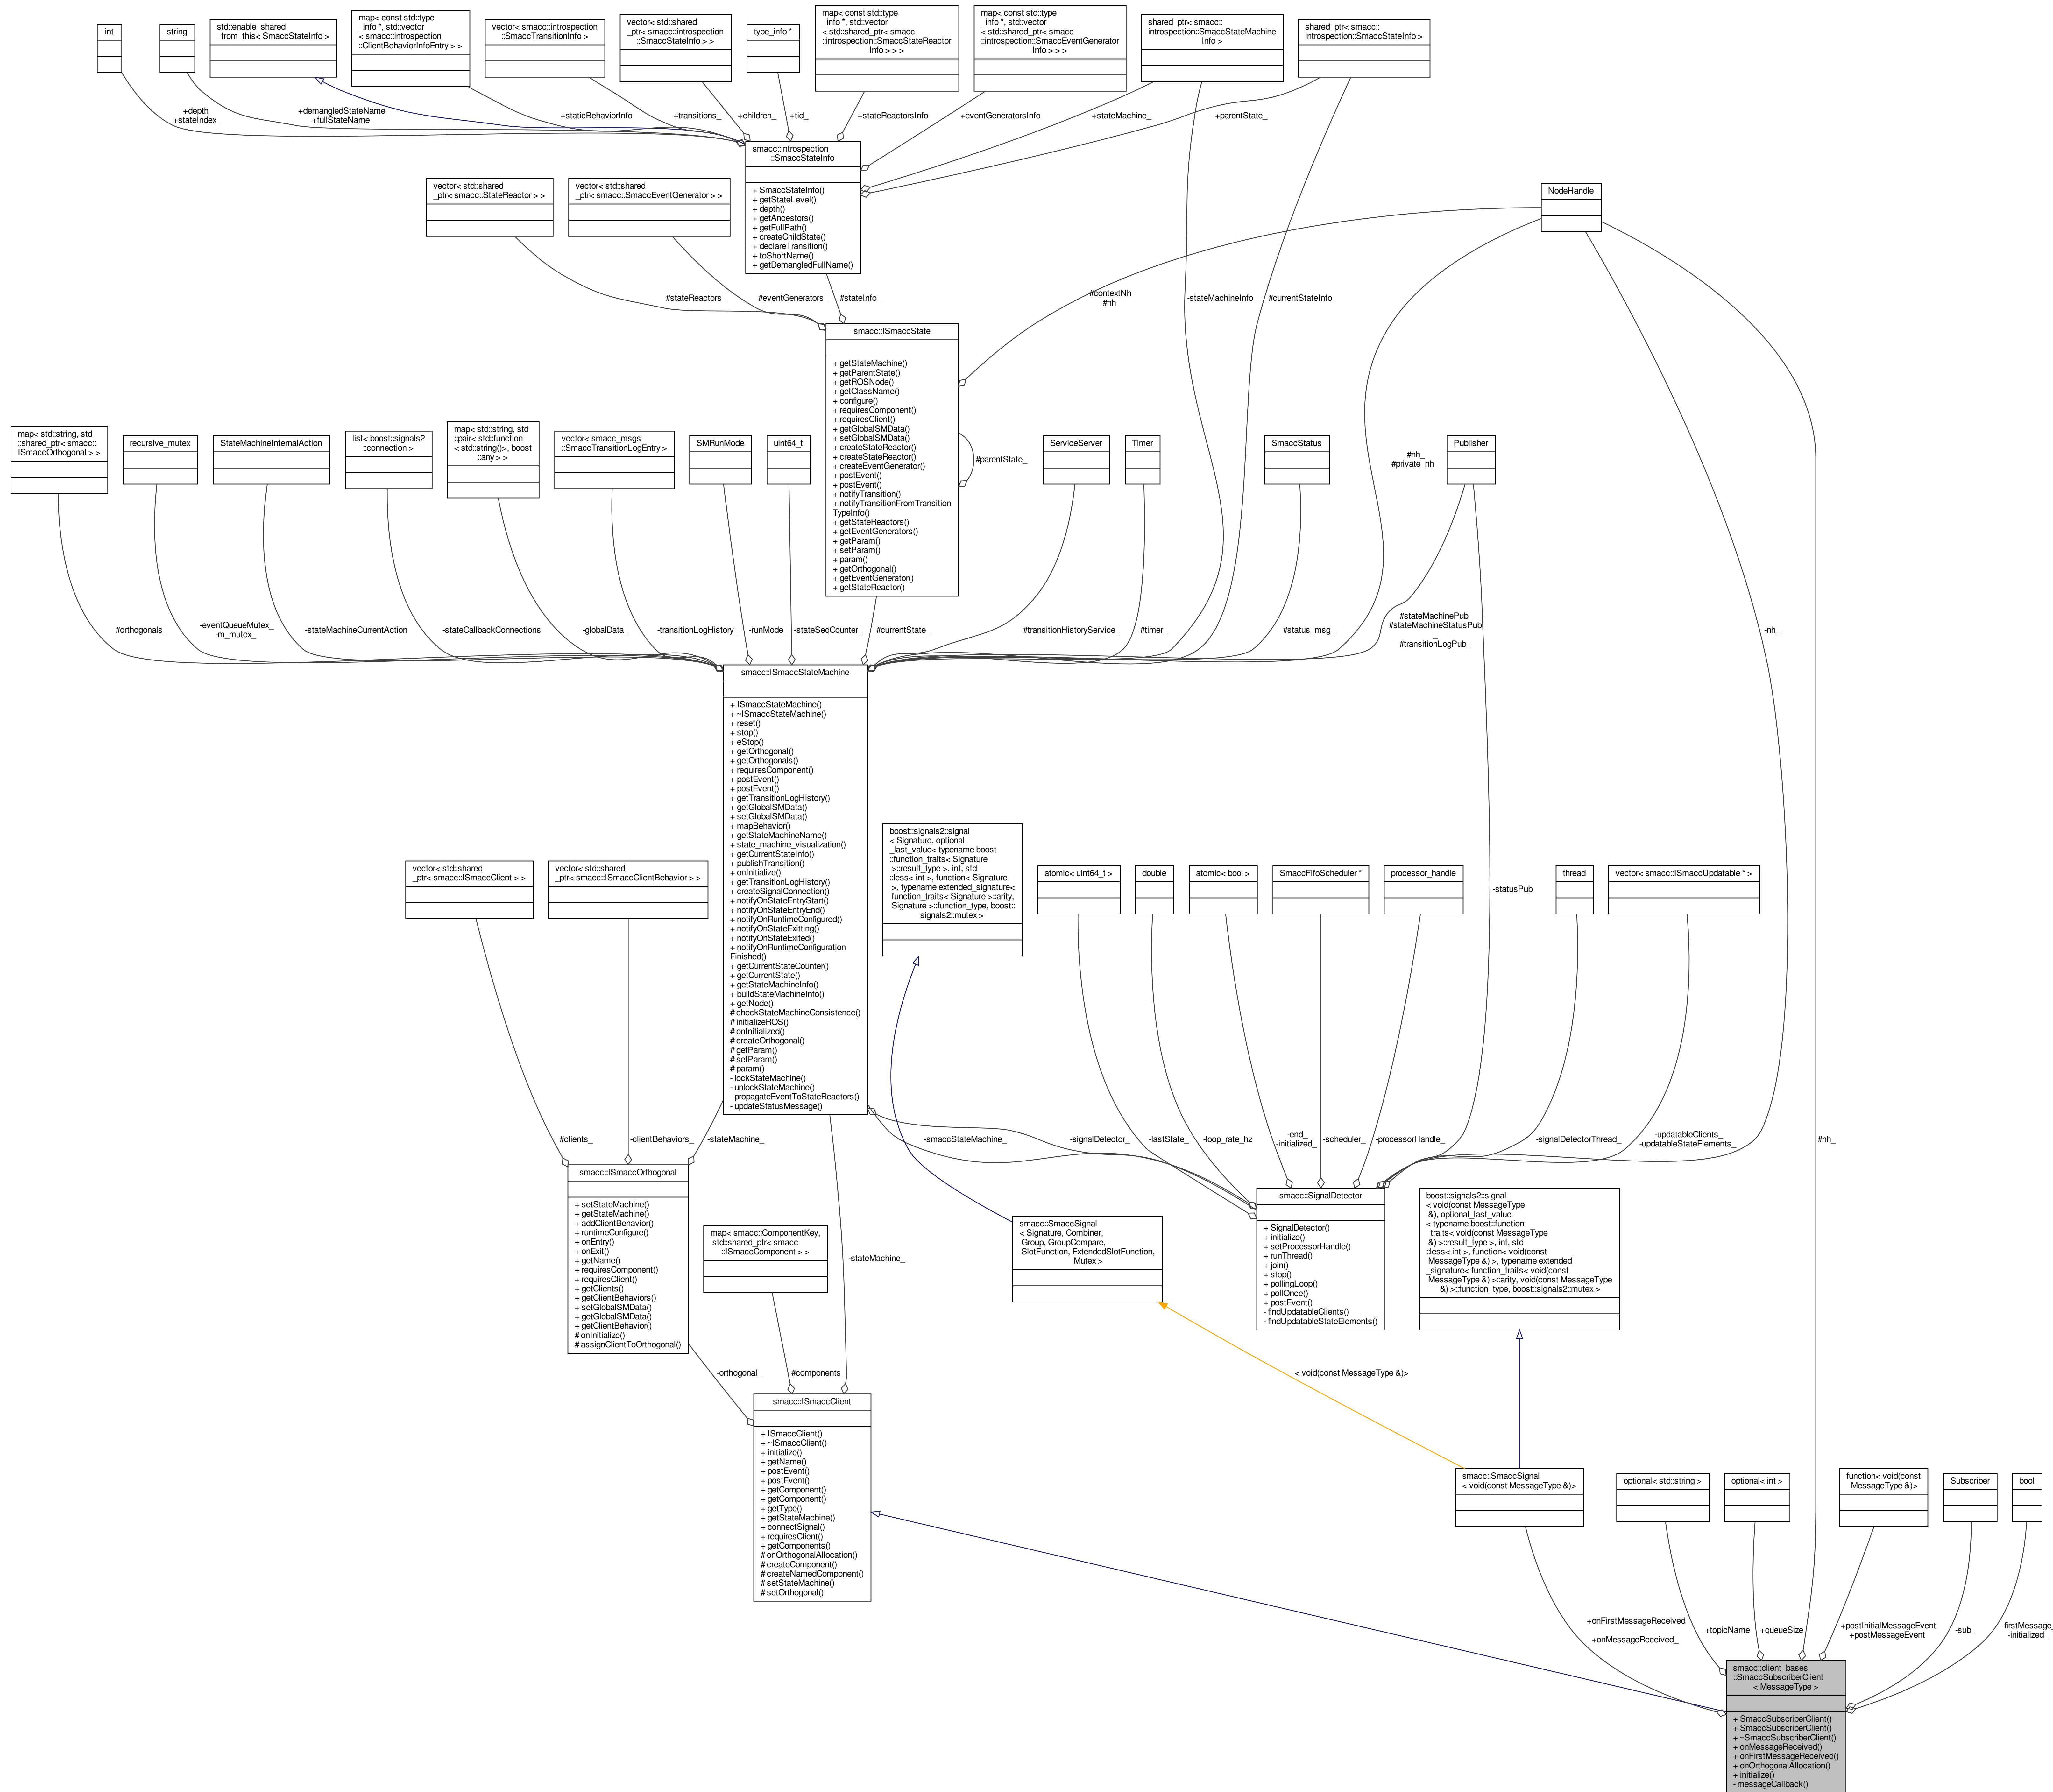 int
string
std::enable_shared
_from_this< SmaccStateInfo >
map< const std::type
_info *, std::vector
< smacc::introspection
::ClientBehaviorInfoEntry > >
vector< smacc::introspection
::SmaccTransitionInfo >
vector< std::shared
_ptr< smacc::introspection
::SmaccStateInfo > >
type_info *
map< const std::type
_info *, std::vector
< std::shared_ptr< smacc
::introspection::SmaccStateReactor
Info > > >
map< const std::type
_info *, std::vector
< std::shared_ptr< smacc
::introspection::SmaccEventGenerator
Info > > >
shared_ptr< smacc::
introspection::SmaccStateMachine
Info >
shared_ptr< smacc::
introspection::SmaccStateInfo >
+depth_
+stateIndex_
+demangledStateName
+fullStateName
+staticBehaviorInfo
+transitions_
+children_
+tid_
+stateReactorsInfo
+eventGeneratorsInfo
+stateMachine_
+parentState_
smacc::introspection
::SmaccStateInfo
+ SmaccStateInfo()
+ getStateLevel()
+ depth()
+ getAncestors()
+ getFullPath()
+ createChildState()
+ declareTransition()
+ toShortName()
+ getDemangledFullName()
vector< std::shared
_ptr< smacc::StateReactor > >
vector< std::shared
_ptr< smacc::SmaccEventGenerator > >
NodeHandle
#stateReactors_
#eventGenerators_
#stateInfo_
#contextNh
#nh
-stateMachineInfo_
#currentStateInfo_
smacc::ISmaccState
+ getStateMachine()
+ getParentState()
+ getROSNode()
+ getClassName()
+ configure()
+ requiresComponent()
+ requiresClient()
+ getGlobalSMData()
+ setGlobalSMData()
+ createStateReactor()
+ createStateReactor()
+ createEventGenerator()
+ postEvent()
+ postEvent()
+ notifyTransition()
+ notifyTransitionFromTransition
TypeInfo()
+ getStateReactors()
+ getEventGenerators()
+ getParam()
+ setParam()
+ param()
+ getOrthogonal()
+ getEventGenerator()
+ getStateReactor()
#parentState_
map< std::string, std
::shared_ptr< smacc::
ISmaccOrthogonal > >
recursive_mutex
StateMachineInternalAction
list< boost::signals2
::connection >
map< std::string, std
::pair< std::function
< std::string()>, boost
::any > >
vector< smacc_msgs
::SmaccTransitionLogEntry >
SMRunMode
uint64_t
ServiceServer
Timer
SmaccStatus
Publisher
#nh_
#private_nh_
#orthogonals_
-eventQueueMutex_
-m_mutex_
-stateMachineCurrentAction
-stateCallbackConnections
-globalData_
-transitionLogHistory_
-runMode_
-stateSeqCounter_
#currentState_
#transitionHistoryService_
#timer_
#status_msg_
#stateMachinePub_
#stateMachineStatusPub
_
#transitionLogPub_
-nh_
smacc::ISmaccStateMachine
+ ISmaccStateMachine()
+ ~ISmaccStateMachine()
+ reset()
+ stop()
+ eStop()
+ getOrthogonal()
+ getOrthogonals()
+ requiresComponent()
+ postEvent()
+ postEvent()
+ getTransitionLogHistory()
+ getGlobalSMData()
+ setGlobalSMData()
+ mapBehavior()
+ getStateMachineName()
+ state_machine_visualization()
+ getCurrentStateInfo()
+ publishTransition()
+ onInitialize()
+ getTransitionLogHistory()
+ createSignalConnection()
+ notifyOnStateEntryStart()
+ notifyOnStateEntryEnd()
+ notifyOnRuntimeConfigured()
+ notifyOnStateExitting()
+ notifyOnStateExited()
+ notifyOnRuntimeConfiguration
Finished()
+ getCurrentStateCounter()
+ getCurrentState()
+ getStateMachineInfo()
+ buildStateMachineInfo()
+ getNode()
# checkStateMachineConsistence()
# initializeROS()
# onInitialized()
# createOrthogonal()
# getParam()
# setParam()
# param()
- lockStateMachine()
- unlockStateMachine()
- propagateEventToStateReactors()
- updateStatusMessage()
vector< std::shared
_ptr< smacc::ISmaccClient > >
vector< std::shared
_ptr< smacc::ISmaccClientBehavior > >
boost::signals2::signal
< Signature, optional
_last_value< typename boost
::function_traits< Signature
>::result_type >, int, std
::less< int >, function< Signature
>, typename extended_signature<
function_traits< Signature >::arity,
Signature >::function_type, boost::
signals2::mutex >
atomic< uint64_t >
double
atomic< bool >
SmaccFifoScheduler *
processor_handle
thread
vector< smacc::ISmaccUpdatable * >
-statusPub_
#clients_
-clientBehaviors_
-stateMachine_
-smaccStateMachine_
-signalDetector_
-lastState_
-loop_rate_hz
-end_
-initialized_
-scheduler_
-processorHandle_
-signalDetectorThread_
-updatableClients_
-updatableStateElements_
#nh_
smacc::ISmaccOrthogonal
+ setStateMachine()
+ getStateMachine()
+ addClientBehavior()
+ runtimeConfigure()
+ onEntry()
+ onExit()
+ getName()
+ requiresComponent()
+ requiresClient()
+ getClients()
+ getClientBehaviors()
+ setGlobalSMData()
+ getGlobalSMData()
+ getClientBehavior()
# onInitialize()
# assignClientToOrthogonal()
map< smacc::ComponentKey,
std::shared_ptr< smacc
::ISmaccComponent > >
-stateMachine_
smacc::SmaccSignal
< Signature, Combiner,
Group, GroupCompare,
SlotFunction, ExtendedSlotFunction,
Mutex >
smacc::SignalDetector
+ SignalDetector()
+ initialize()
+ setProcessorHandle()
+ runThread()
+ join()
+ stop()
+ pollingLoop()
+ pollOnce()
+ postEvent()
- findUpdatableClients()
- findUpdatableStateElements()
boost::signals2::signal
< void(const MessageType
&), optional_last_value
< typename boost::function
_traits< void(const MessageType
&) >::result_type >, int, std
::less< int >, function< void(const
MessageType &) >, typename extended
_signature< function_traits< void(const
MessageType &) >::arity, void(const MessageType
&) >::function_type, boost::signals2::mutex >
-orthogonal_
#components_
< void(const MessageType &)>
smacc::ISmaccClient
+ ISmaccClient()
+ ~ISmaccClient()
+ initialize()
+ getName()
+ postEvent()
+ postEvent()
+ getComponent()
+ getComponent()
+ getType()
+ getStateMachine()
+ connectSignal()
+ requiresClient()
+ getComponents()
# onOrthogonalAllocation()
# createComponent()
# createNamedComponent()
# setStateMachine()
# setOrthogonal()
smacc::SmaccSignal
< void(const MessageType &)>
optional< std::string >
optional< int >
function< void(const
MessageType &)>
Subscriber
bool
+onFirstMessageReceived
_
+onMessageReceived_
+topicName
+queueSize
+postInitialMessageEvent
+postMessageEvent
-sub_
-firstMessage_
-initialized_
smacc::client_bases
::SmaccSubscriberClient
< MessageType >
+ SmaccSubscriberClient()
+ SmaccSubscriberClient()
+ ~SmaccSubscriberClient()
+ onMessageReceived()
+ onFirstMessageReceived()
+ onOrthogonalAllocation()
+ initialize()
- messageCallback()